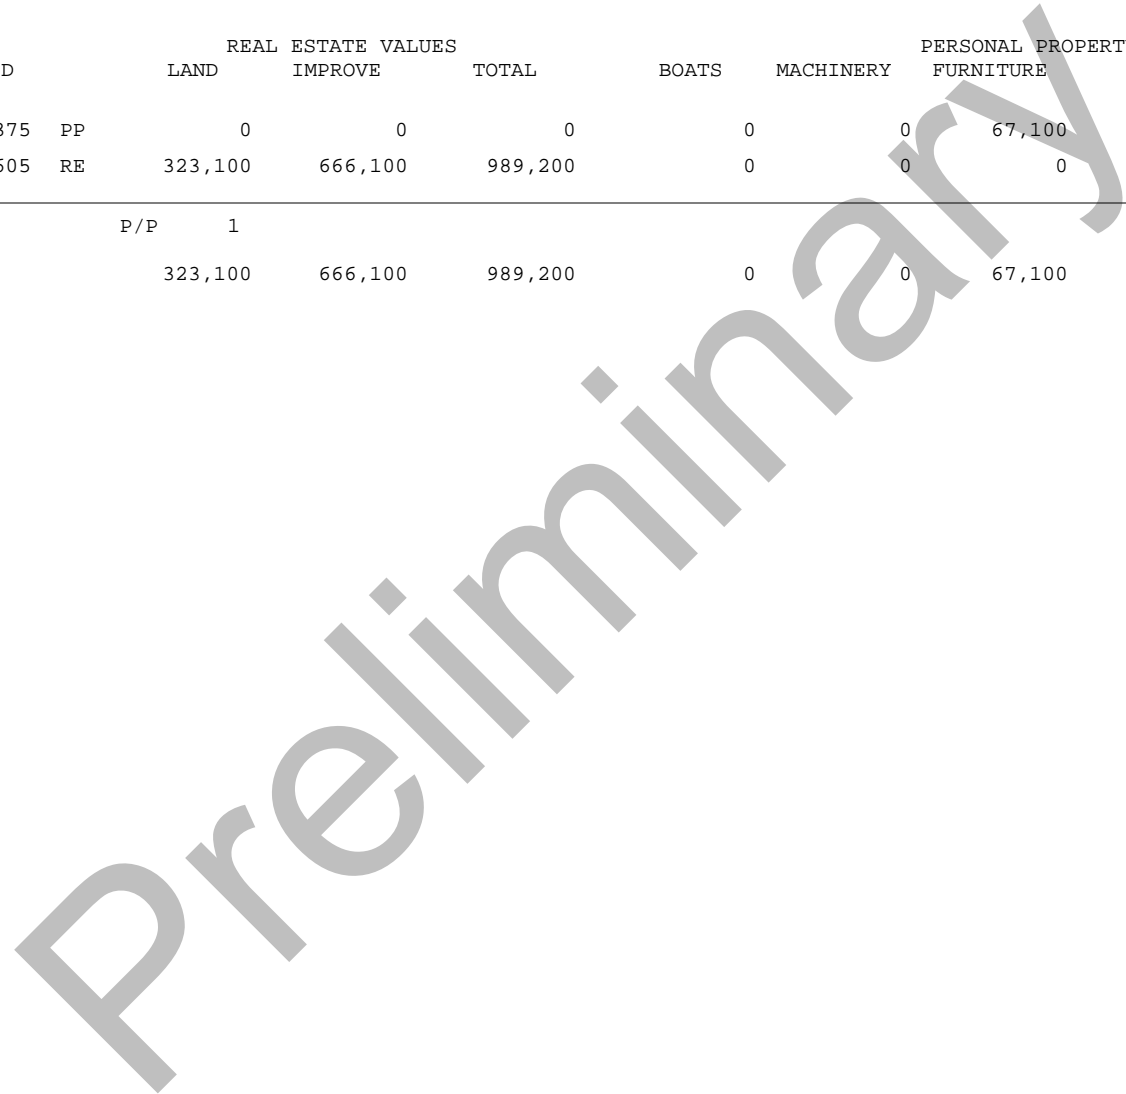 REAL ESTATE VALUES PERSONAL PROPERT
D LAND IMPROVE TOTAL BOATS MACHINERY FURNITURE
375 PP 0 0 0 0 0 67,100
505 RE 323,100 666,100 989,200 0 0 0
P/P 1
323,100 666,100 989,200 0 0 67,100
Preliminary